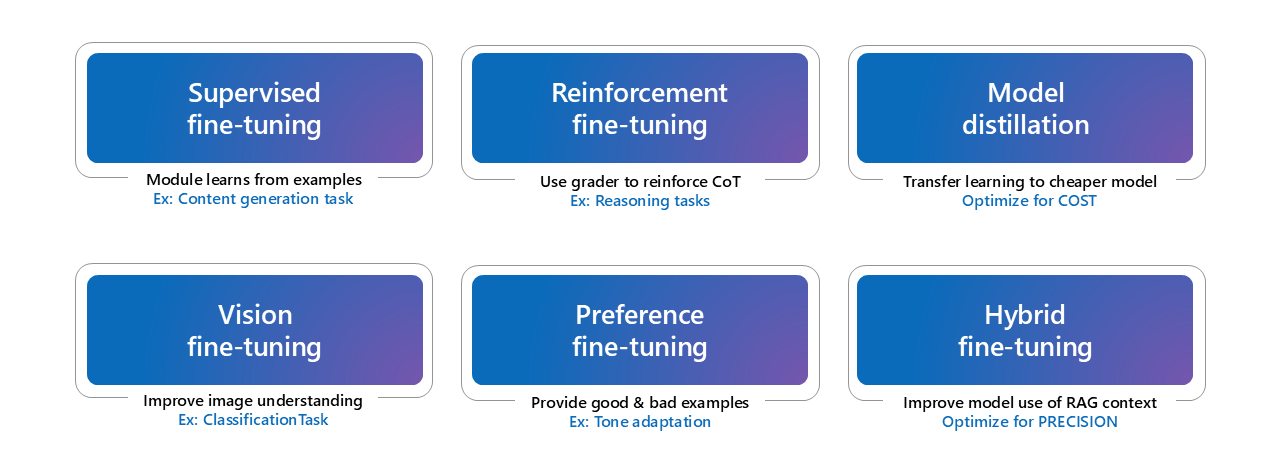 Supervised
fine-tuning
Module learns from examples
Ex: Content generation task
Reinforcement
fine-tuning
Use grader to reinforce CoT
Ex: Reasoning tasks
Model
distillation
Transfer learning to cheaper model
Optimize for COST
Vision
fine-tuning
Improve image understanding
Ex: ClassificationTask
Preference
fine-tuning
Provide good & bad examples
Ex: Tone adaptation
Hybrid
fine-tuning
Improve model use of RAG context
Optimize for PRECISION